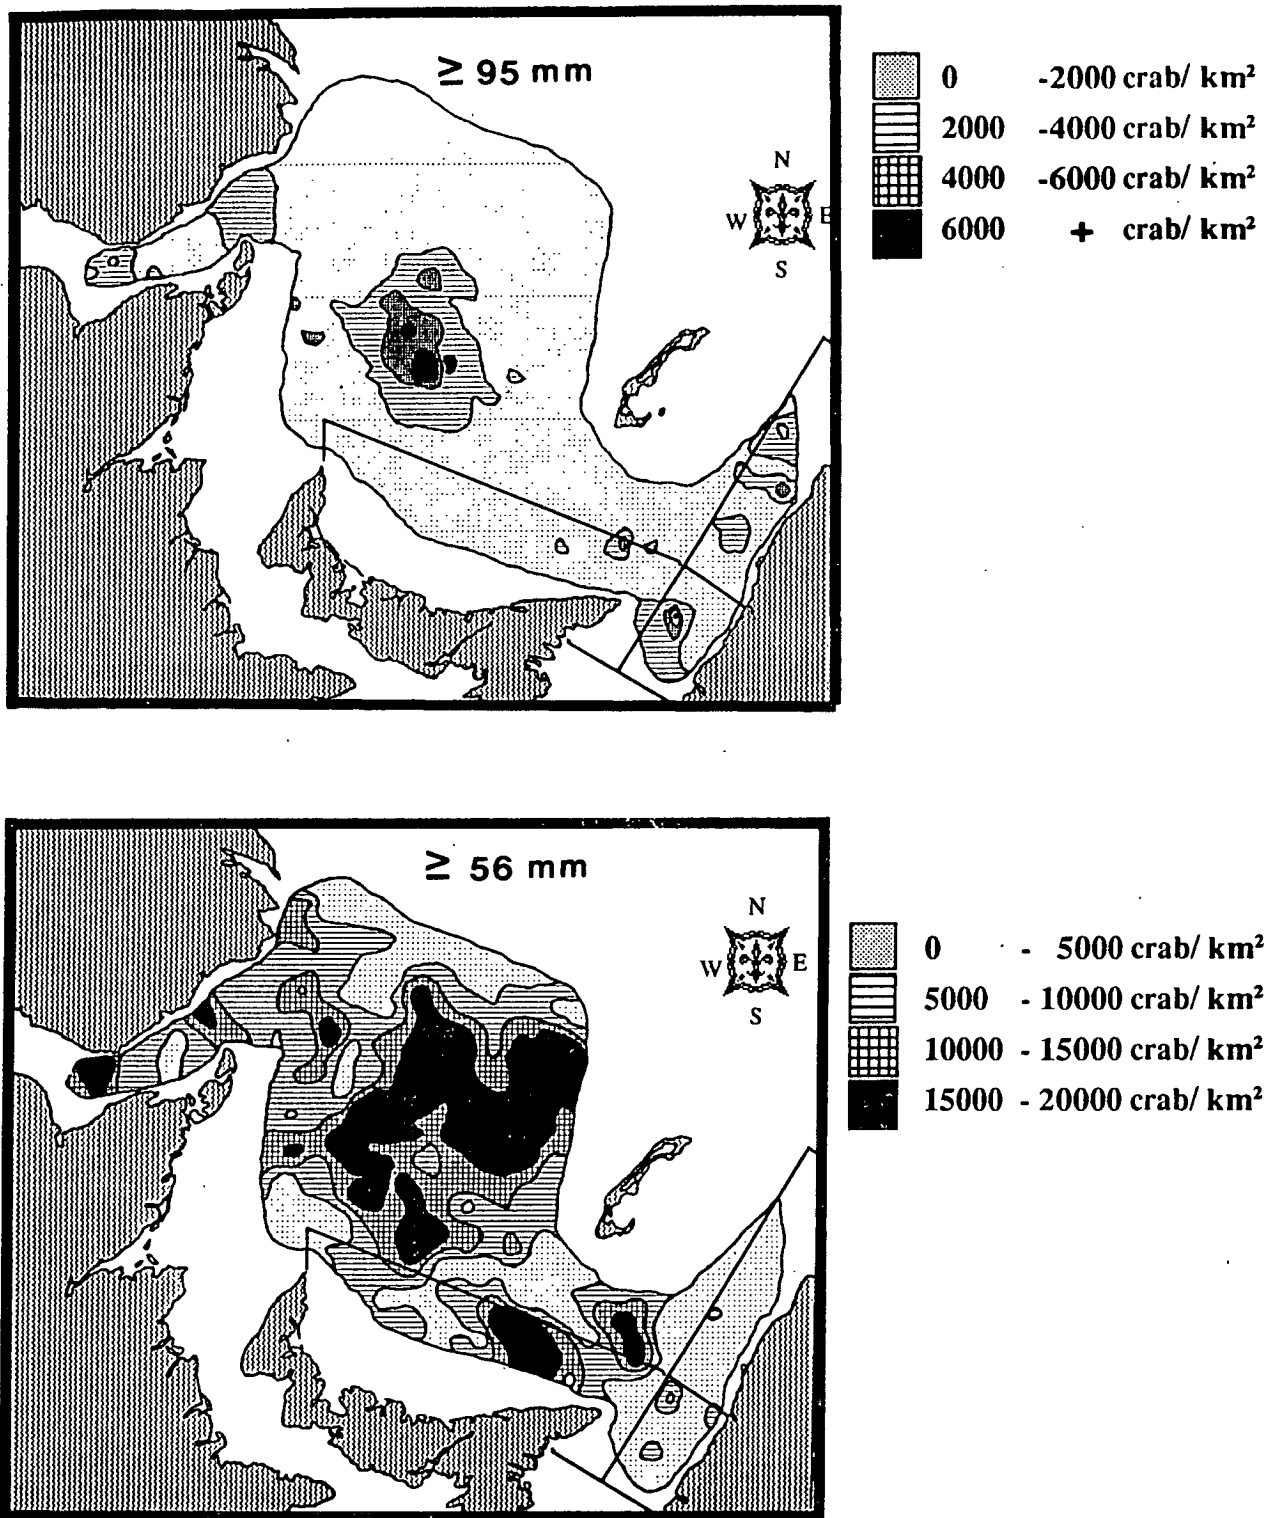 ≥ 95 mm
0 -2000 crab/ km²
2000 -4000 crab/ km²
4000 -6000 crab/ km²
6000 + crab/ km²
N
W E
S
≥ 56 mm
0 - 5000 crab/ km²
5000 - 10000 crab/ km²
10000 - 15000 crab/ km²
15000 - 20000 crab/ km²
N
W E
S